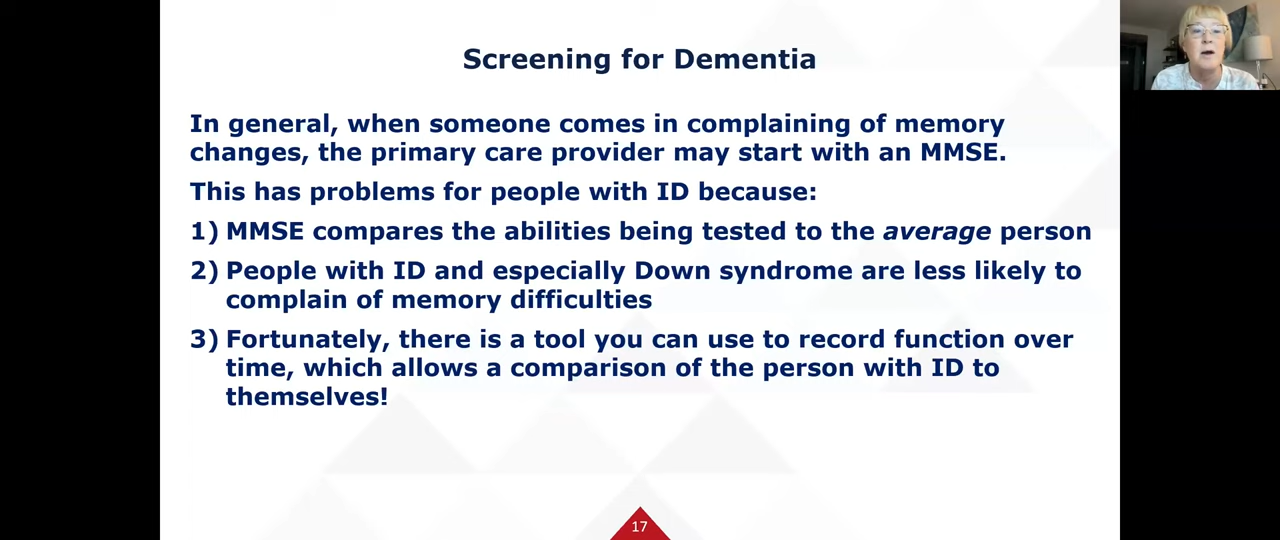 Screening for Dementia
In general, when someone comes in complaining of memory
changes, the primary care provider may start with an MMSE.
This has problems for people with ID because:
1) MMSE compares the abilities being tested to the average person
2) People with ID and especially Down syndrome are less likely to
complain of memory difficulties
3) Fortunately, there is a tool you can use to record function over
time, which allows a comparison of the person with ID to
themselves!
17